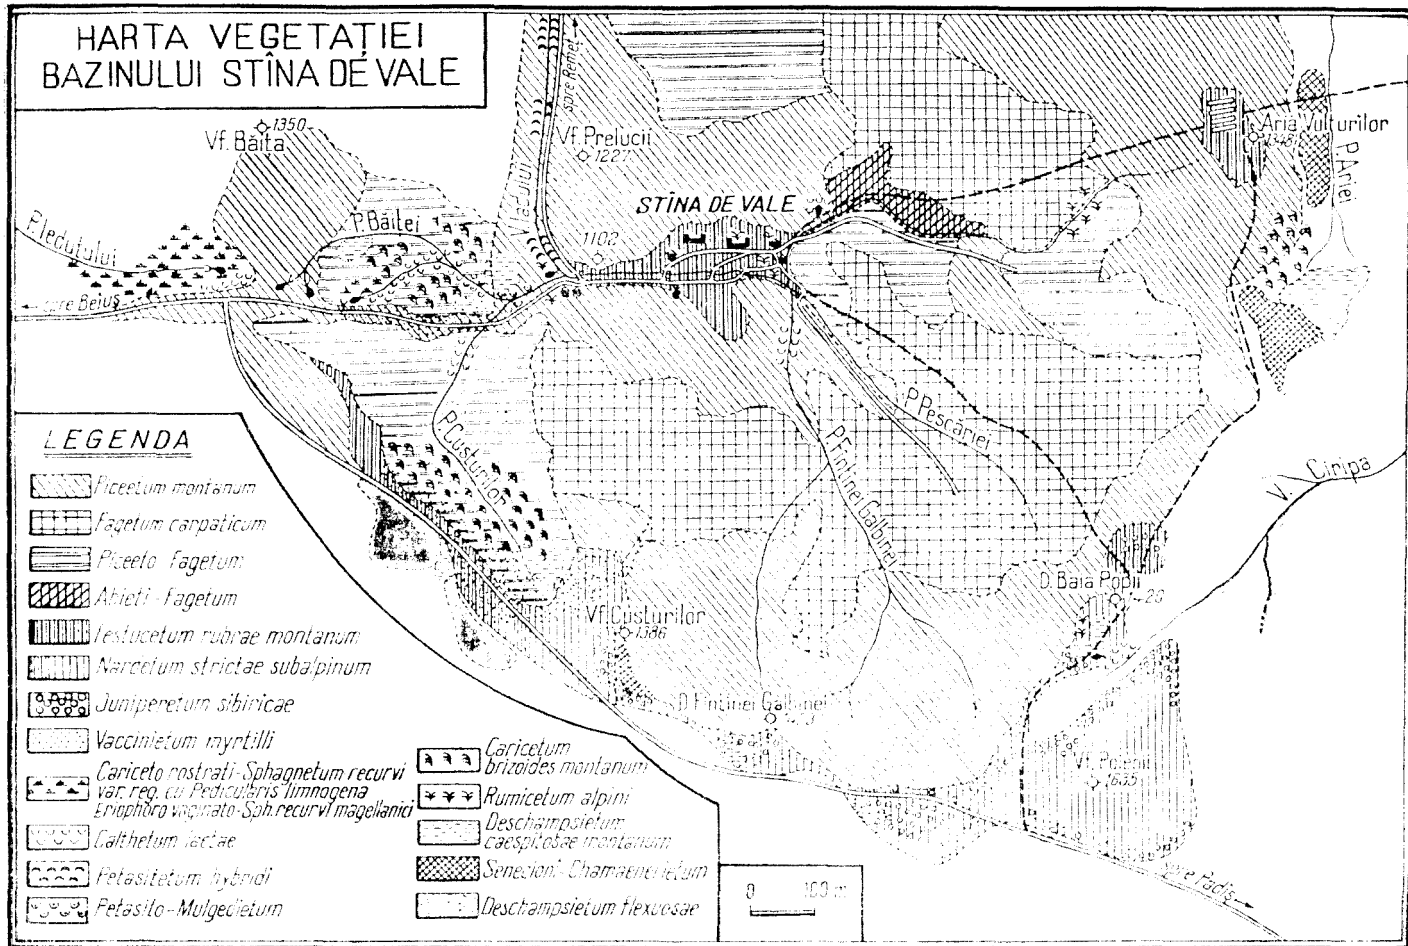 HARTA VEGETAȚIEI
BAZINULUI STÎNA DE VALE
Vf. Băița
1350
spre Remeț
Vf. Prelucii
1227
Aria Vulturilor
P. Ariei
STÎNA DE VALE
P. Băiței
1102
P. Iedutului
spre Beiuș
P. Custurilor
P. Pescăriei
P. Fîntînei Galbinei
V. Ciripa
D. Baia Popii
Vf. Custurilor
1386
D. Fîntînei Galbinei
Vf. Poienii
spre Padiș
LEGENDA
Piceetum montanum
Fagetum carpaticum
Piceeto-Fagetum
Abieti-Fagetum
Festucetum rubrae montanum
Narcetum strictae subalpinum
Juniperetum sibiricae
Vaccinietum myrtilli
Cariceto rostrati-Sphagnetum recurvi
var. reg. cu Pedicularis limnogena
Eriophoro vaginato-Sph. recurvi magellanici
Calthetum laetae
Petasitetum hybridi
Petasito-Mulgedietum
Caricetum
brizoides montanum
Rumicetum alpini
Deschampsietum
caespitosae montanum
Senecioni-Chamaenerietum
Deschampsietum flexuosae
0 100 m